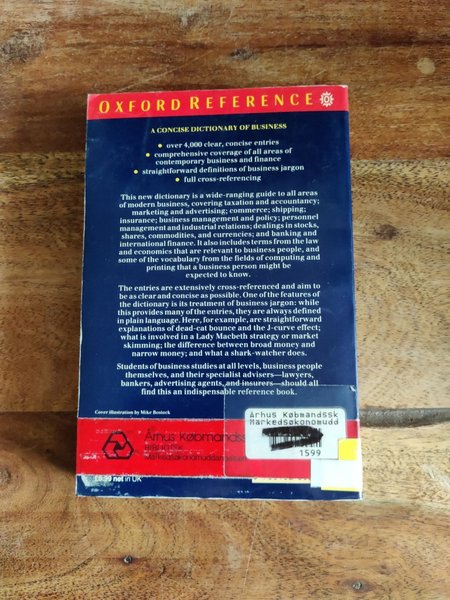 OXFORD REFERENCE
A CONCISE DICTIONARY OF BUSINESS
• over 4,000 clear, concise entries
• comprehensive coverage of all areas of
contemporary business and finance
• straightforward definitions of business jargon
• full cross-referencing
This new dictionary is a wide-ranging guide to all areas
of modern business, covering taxation and accountancy;
marketing and advertising; commerce; shipping;
insurance; business management and policy; personnel
management and industrial relations; dealings in stocks,
shares, commodities, and currencies; and banking and
international finance. It also includes terms from the law
and economics that are relevant to business people, and
some of the vocabulary from the fields of computing and
printing that a business person might be
expected to know.
The entries are extensively cross-referenced and aim to
be as clear and concise as possible. One of the features of
the dictionary is its treatment of business jargon: while
this provides many of the entries, they are always defined
in plain language. Here, for example, are straightforward
explanations of dead-cat bounce and the J-curve effect;
what is involved in a Lady Macbeth strategy or market
skimming; the difference between broad money and
narrow money; and what a shark-watcher does.
Students of business studies at all levels, business people
themselves, and their specialist advisers—lawyers,
bankers, advertising agents, and insurers—should all
find this an indispensable reference book.
Cover illustration by Mike Bostock
Århus Købmandssk
Markedsøkonomudd
1599
Århus Købmandss
BIBLIOTEK
net in UK